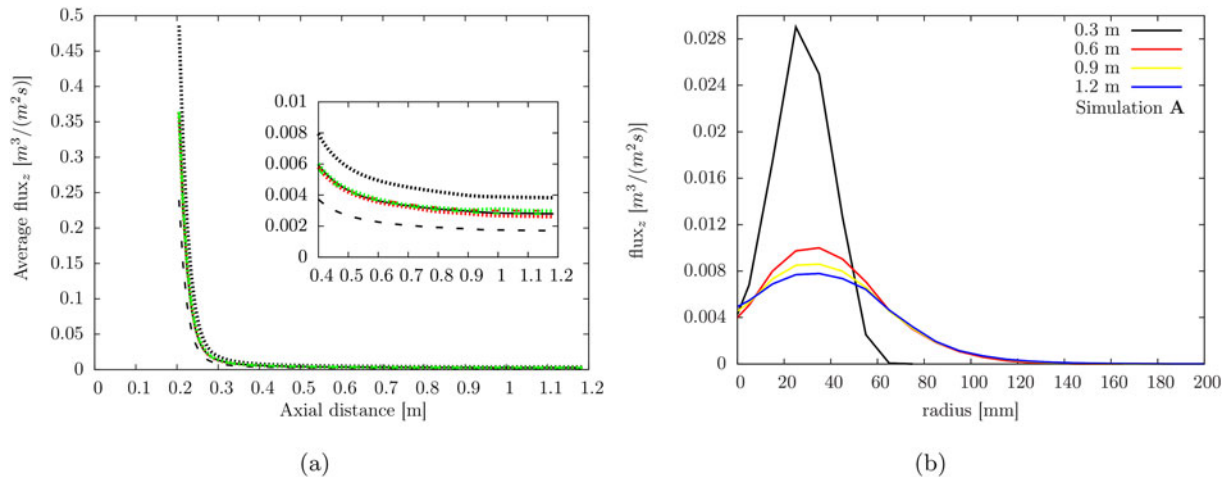 0.5
0.45
0.4
0.35
0.3
0.25
0.2
0.15
0.1
0.05
0
Average flux_z [m^3/(m^2s)]
0 0.1 0.2 0.3 0.4 0.5 0.6 0.7 0.8 0.9 1 1.1 1.2
Axial distance [m]
0.01
0.008
0.006
0.004
0.002
0
0.4 0.5 0.6 0.7 0.8 0.9 1 1.1 1.2
(a)
0.028
0.024
0.02
0.016
0.012
0.008
0.004
0
flux_z [m^3/(m^2s)]
0 20 40 60 80 100 120 140 160 180 200
radius [mm]
0.3 m
0.6 m
0.9 m
1.2 m
Simulation A
(b)